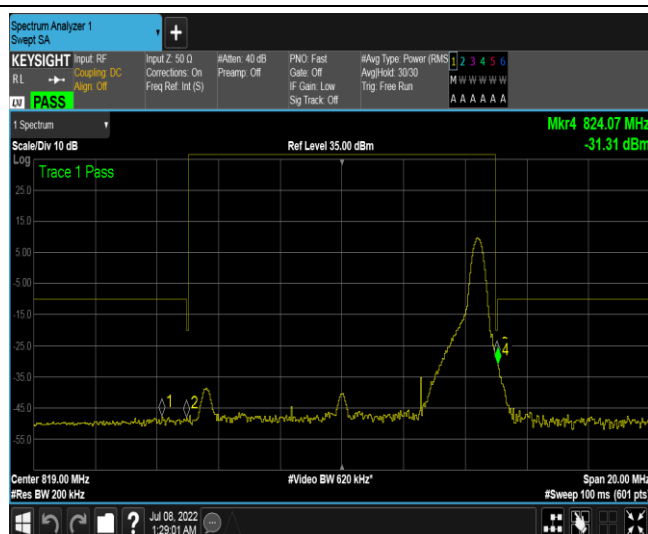 Spectrum Analyzer 1
Swept SA
KEYSIGHT
Input: RF
Input Z: 50 Ω
#Atten: 40 dB
PNO: Fast
#Avg Type: Power (RMS
1 2 3 4 5 6
RL
Coupling: DC
Corrections: On
Preamp: Off
Gate: Off
Avg|Hold: 30/30
M W W W W W
Align: Off
Freq Ref: Int (S)
IF Gain: Low
Trig: Free Run
Sig Track: Off
A A A A A A
LXI
PASS
1 Spectrum
Mkr4 824.07 MHz
Scale/Div 10 dB
Ref Level 35.00 dBm
-31.31 dBm
Log
Trace 1 Pass
25.0
15.0
5.00
-5.00
-15.0
-25.0
4
-35.0
-45.0
1
2
-55.0
Center 819.00 MHz
#Video BW 620 kHz*
Span 20.00 MHz
#Res BW 200 kHz
#Sweep 100 ms (601 pts)
Jul 08, 2022
1:29:01 AM